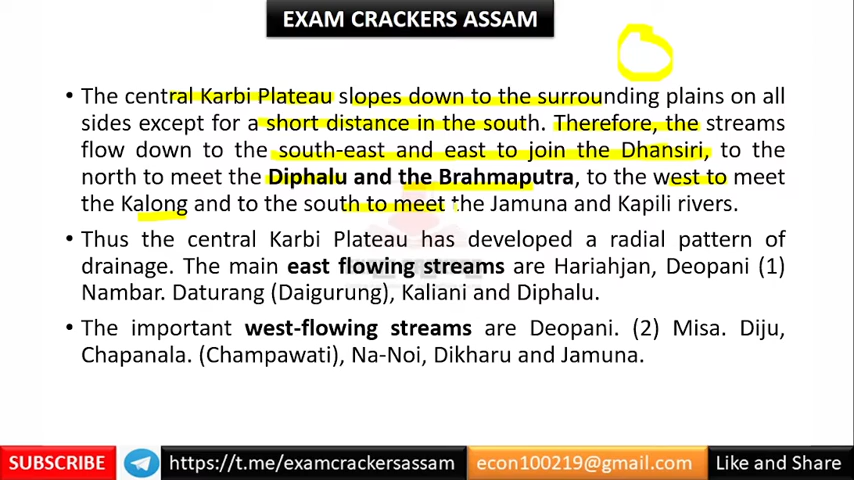 EXAM CRACKERS ASSAM
• The central Karbi Plateau slopes down to the surrounding plains on all
sides except for a short distance in the south. Therefore, the streams
flow down to the south-east and east to join the Dhansiri, to the
north to meet the Diphalu and the Brahmaputra, to the west to meet
the Kalong and to the south to meet the Jamuna and Kapili rivers.
• Thus the central Karbi Plateau has developed a radial pattern of
drainage. The main east flowing streams are Hariahjan, Deopani (1)
Nambar. Daturang (Daigurung), Kaliani and Diphalu.
• The important west-flowing streams are Deopani. (2) Misa. Diju,
Chapanala. (Champawati), Na-Noi, Dikharu and Jamuna.
SUBSCRIBE https://t.me/examcrackersassam econ100219@gmail.com Like and Share